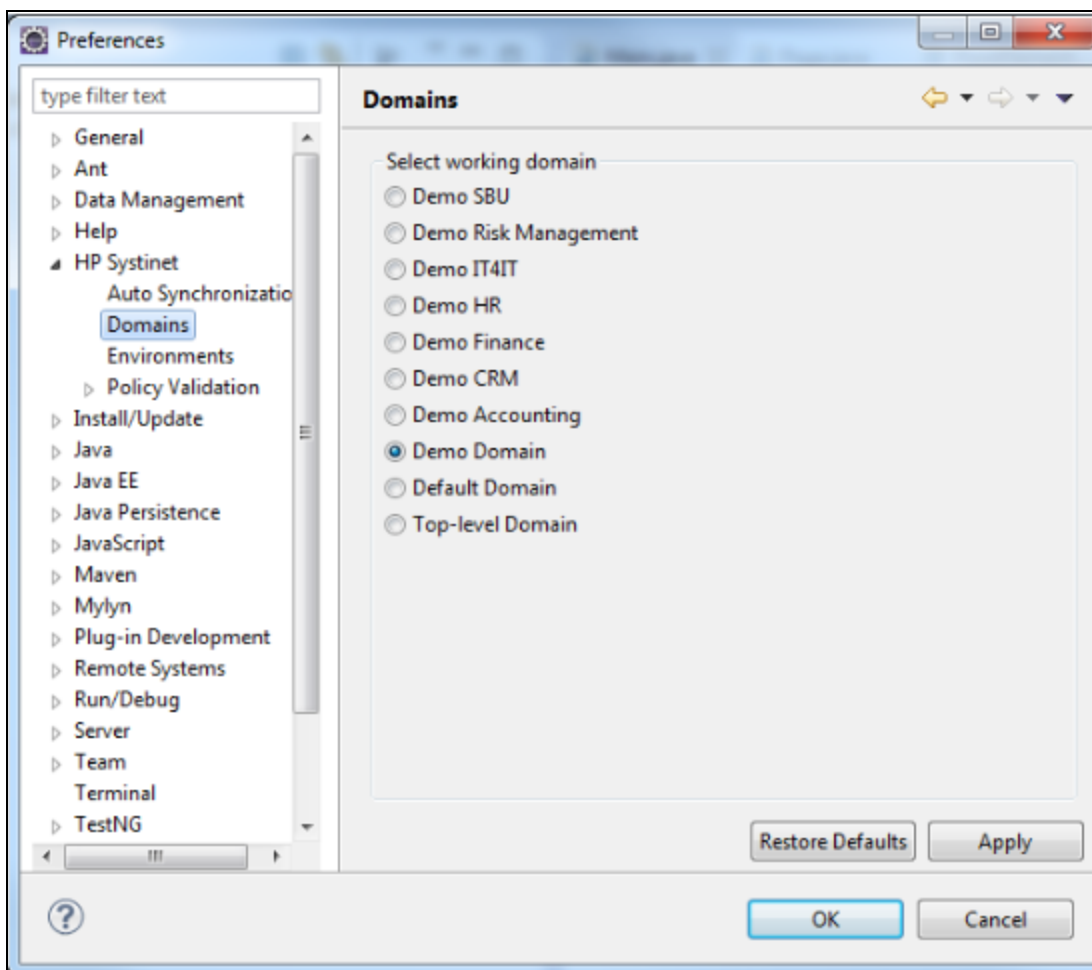 Preferences
type filter text
General
Ant
Data Management
Help
HP Systinet
Auto Synchronizatio
Domains
Environments
Policy Validation
Install/Update
Java
Java EE
Java Persistence
JavaScript
Maven
Mylyn
Plug-in Development
Remote Systems
Run/Debug
Server
Team
Terminal
TestNG
Domains
Select working domain
Demo SBU
Demo Risk Management
Demo IT4IT
Demo HR
Demo Finance
Demo CRM
Demo Accounting
Demo Domain
Default Domain
Top-level Domain
Restore Defaults
Apply
OK
Cancel